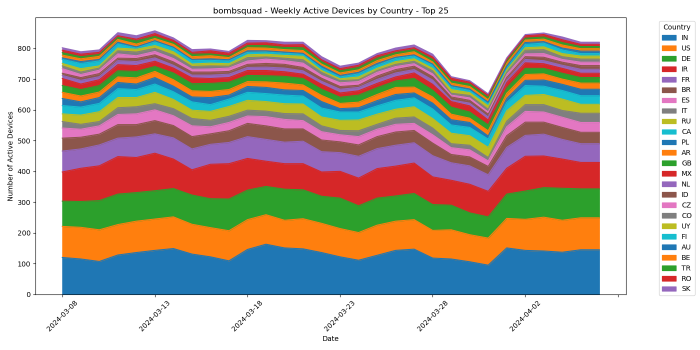 bombsquad - Weekly Active Devices by Country - Top 25
Number of Active Devices
800
700
600
500
400
300
200
100
0
2024-03-08
2024-03-13
2024-03-18
2024-03-23
2024-03-28
2024-04-02
Date
Country
IN
US
DE
IR
FR
BR
ES
IT
RU
CA
PL
AR
GB
MX
NL
ID
CZ
CO
UY
FI
AU
BE
TR
RO
SK